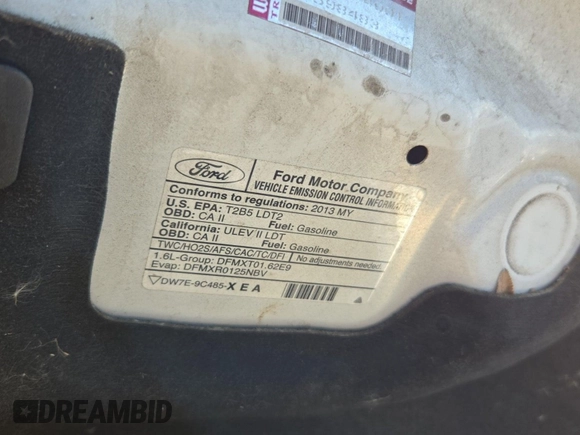 Ford
Ford Motor Company
VEHICLE EMISSION CONTROL INFORMA
Conforms to regulations: 2013 MY
U.S. EPA: T2B5 LDT2
OBD: CA II Fuel: Gasoline
California: ULEV II LDT
OBD: CA II Fuel: Gasoline
TWC/HO2S/AFS/CAC/TC/DFI No adjustments needed.
1.6L-Group: DFMXT01.62E9
Evap: DFMXR0125NBV
DW7E-9C485-XEA
DREAMBID